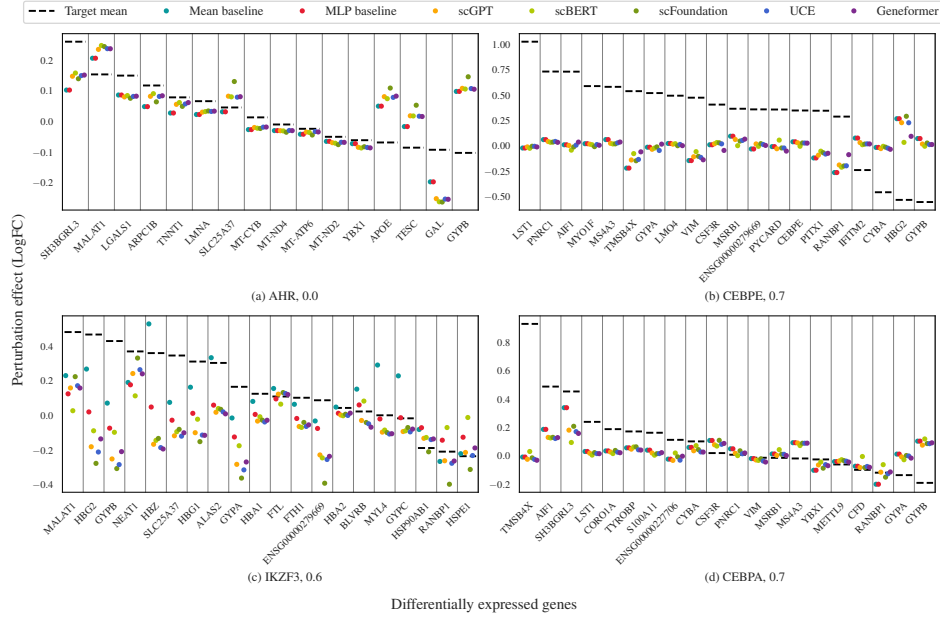 Target mean Mean baseline MLP baseline scGPT scBERT scFoundation UCE Geneformer
Perturbation effect (LogFC)
0.2
0.1
0.0
−0.1
−0.2
SH3BGRL3 MALAT1 LGALS1 ARPC1B TNNT1 LMNA SLC25A37 MT-CYB MT-ND4 MT-ATP6 MT-ND2 YBX1 APOE TESC GAL GYPB
(a) AHR, 0.0
1.00
0.75
0.50
0.25
0.00
−0.25
−0.50
LST1 PNRC1 AIF1 MYO1F MS4A3 TMSB4X GYPA LMO4 VIM CSF3R MSRB1 ENSG00000279669 PYCARD CEBPE PITX1 RANBP1 IFITM2 CYBA HBG2 GYPB
(b) CEBPE, 0.7
0.4
0.2
0.0
−0.2
−0.4
MALAT1 HBG2 GYPB NEAT1 HBZ SLC25A37 HBG1 ALAS2 GYPA HBA1 FTL FTH1 ENSG00000279669 HBA2 BLVRB MYL4 GYPC HSP90AB1 RANBP1 HSPE1
(c) IKZF3, 0.6
0.8
0.6
0.4
0.2
0.0
−0.2
TMSB4X AIF1 SH3BGRL3 LST1 CORO1A TYROBP S100A11 ENSG00000227706 CYBA CSF3R PNRC1 VIM MSRB1 MS4A3 YBX1 METTL9 CFD RANBP1 GYPA GYPB
(d) CEBPA, 0.7
Differentially expressed genes